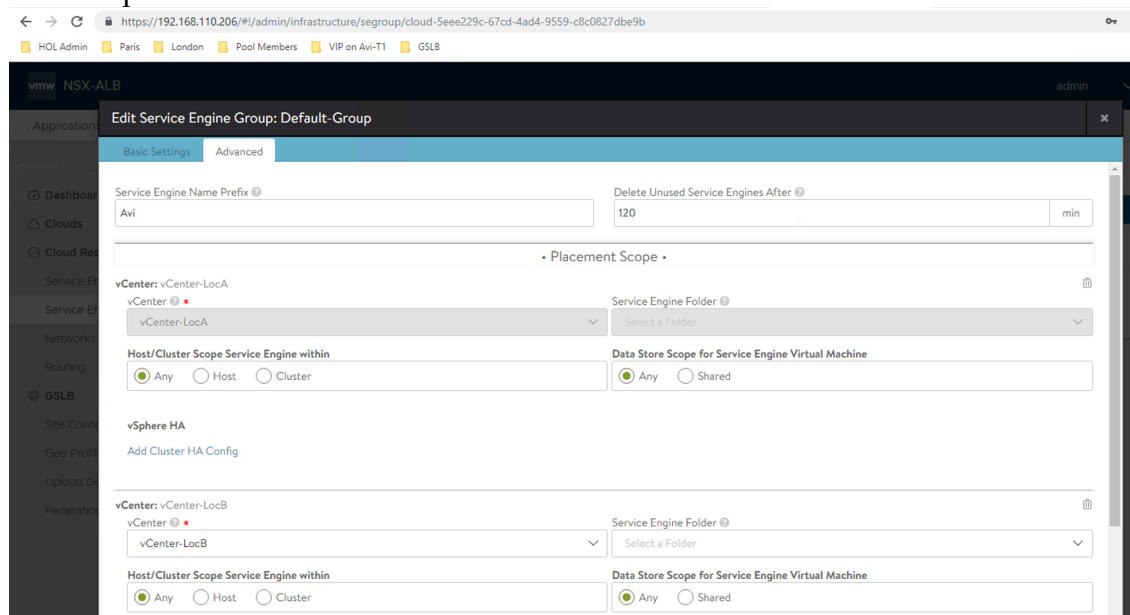 https://192.168.110.206/#!/admin/infrastructure/segroup/cloud-5eee229c-67cd-4ad4-9559-c8c0827dbe9b
HOL Admin Paris London Pool Members VIP on Avi-T1 GSLB
vmw NSX-A admin
Application
Edit Service Engine Group: Default-Group
Basic Settings Advanced
Dashboar
Service Engine Name Prefix Delete Unused Service Engines After
Avi 120 min
Clouds
Cloud Res
• Placement Scope •
Service En
vCenter: vCenter-LocA
vCenter * Service Engine Folder
Service En
vCenter-LocA Select a Folder
Networks
Host/Cluster Scope Service Engine within Data Store Scope for Service Engine Virtual Machine
Routing
Any Host Cluster Any Shared
GSLB
Site Config
vSphere HA
Geo Profil
Add Cluster HA Config
Upload Ge
vCenter: vCenter-LocB
Federation
vCenter * Service Engine Folder
vCenter-LocB Select a Folder
Host/Cluster Scope Service Engine within Data Store Scope for Service Engine Virtual Machine
Any Host Cluster Any Shared